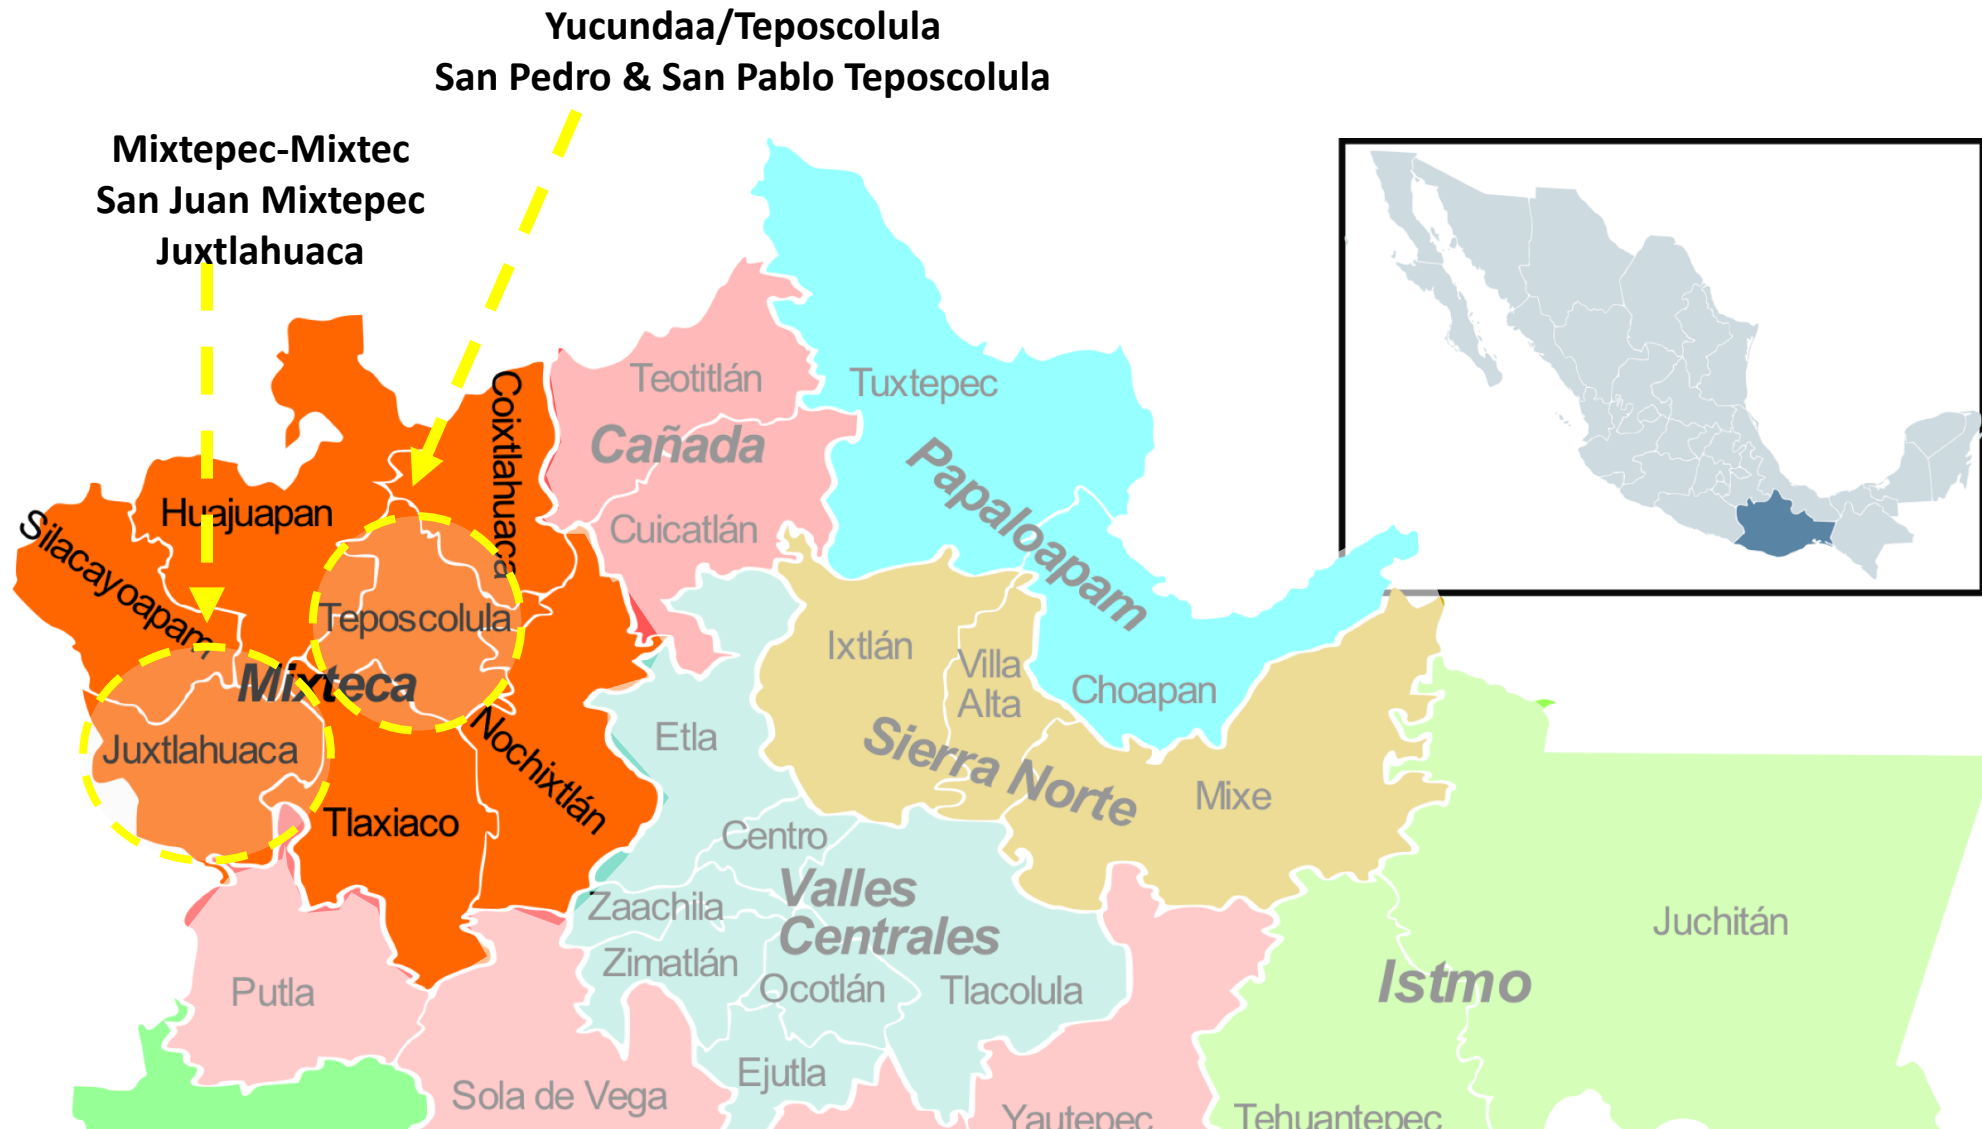 Yucundaa/Teposcolula
San Pedro & San Pablo Teposcolula
Mixtepec-Mixtec
San Juan Mixtepec
Juxtlahuaca
Teotitlán
Tuxtepec
Coixtlahuaca
Cañada
Papaloapam
Huajuapan
Cuicatlán
Silacayoapam
Teposcolula
Ixtlán
Villa
Alta
Choapan
Mixteca
Etla
Juxtlahuaca
Nochixtlán
Sierra Norte
Mixe
Tlaxiaco
Centro
Valles
Centrales
Zaachila
Juchitán
Zimatlán
Ocotlán
Tlacolula
Istmo
Putla
Ejutla
Sola de Vega
Yautepec
Tehuantepec